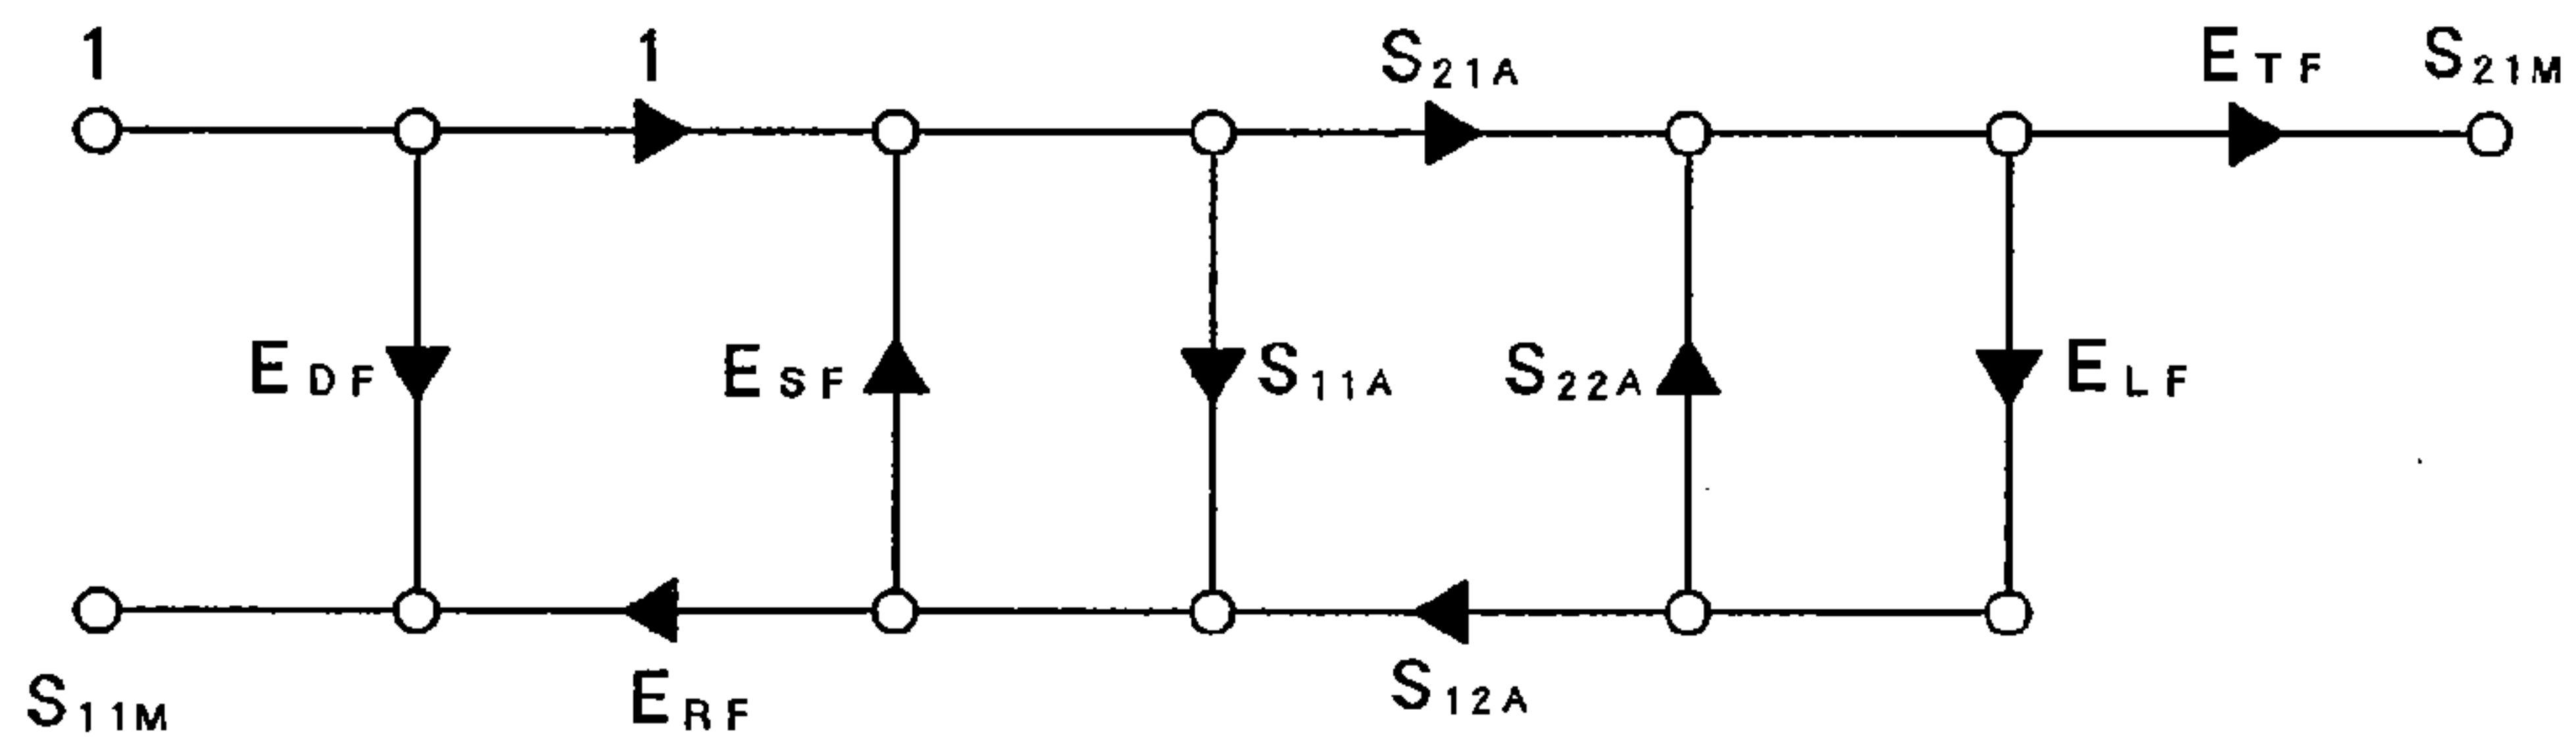 1 1 S21A ETF S21M
EDF ESF S11A S22A ELF
S11M ERF S12A